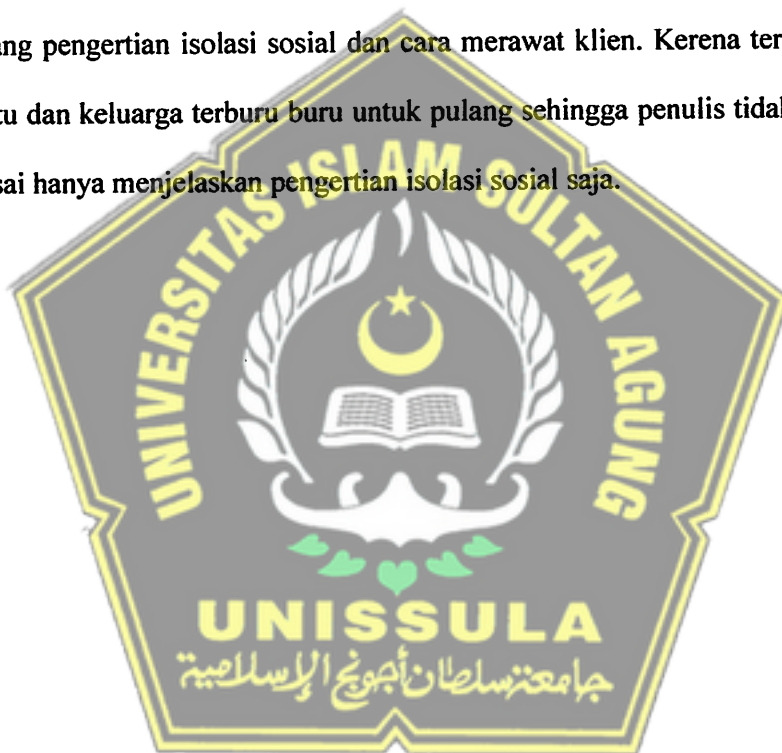 ang pengertian isolasi sosial dan cara merawat klien. Kerena ter
tu dan keluarga terburu buru untuk pulang sehingga penulis tidak
sai hanya menjelaskan pengertian isolasi sosial saja.
UNIVERSITAS ISLAM SULTAN AGUNG
UNISSULA
جامعة سلطان أجونج الإسلامية